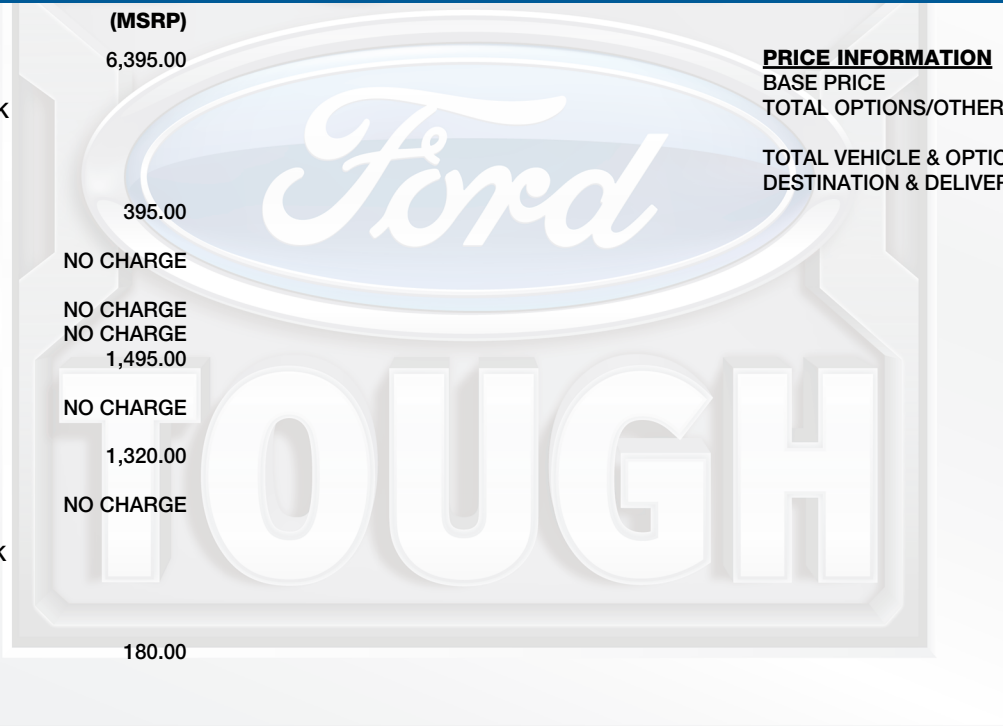 (MSRP)
6,395.00
K
395.00
NO CHARGE
NO CHARGE
NO CHARGE
1,495.00
NO CHARGE
1,320.00
NO CHARGE
K
180.00
PRICE INFORMATION
BASE PRICE
TOTAL OPTIONS/OTHER
TOTAL VEHICLE & OPTIO
DESTINATION & DELIVER
Ford
TOUGH